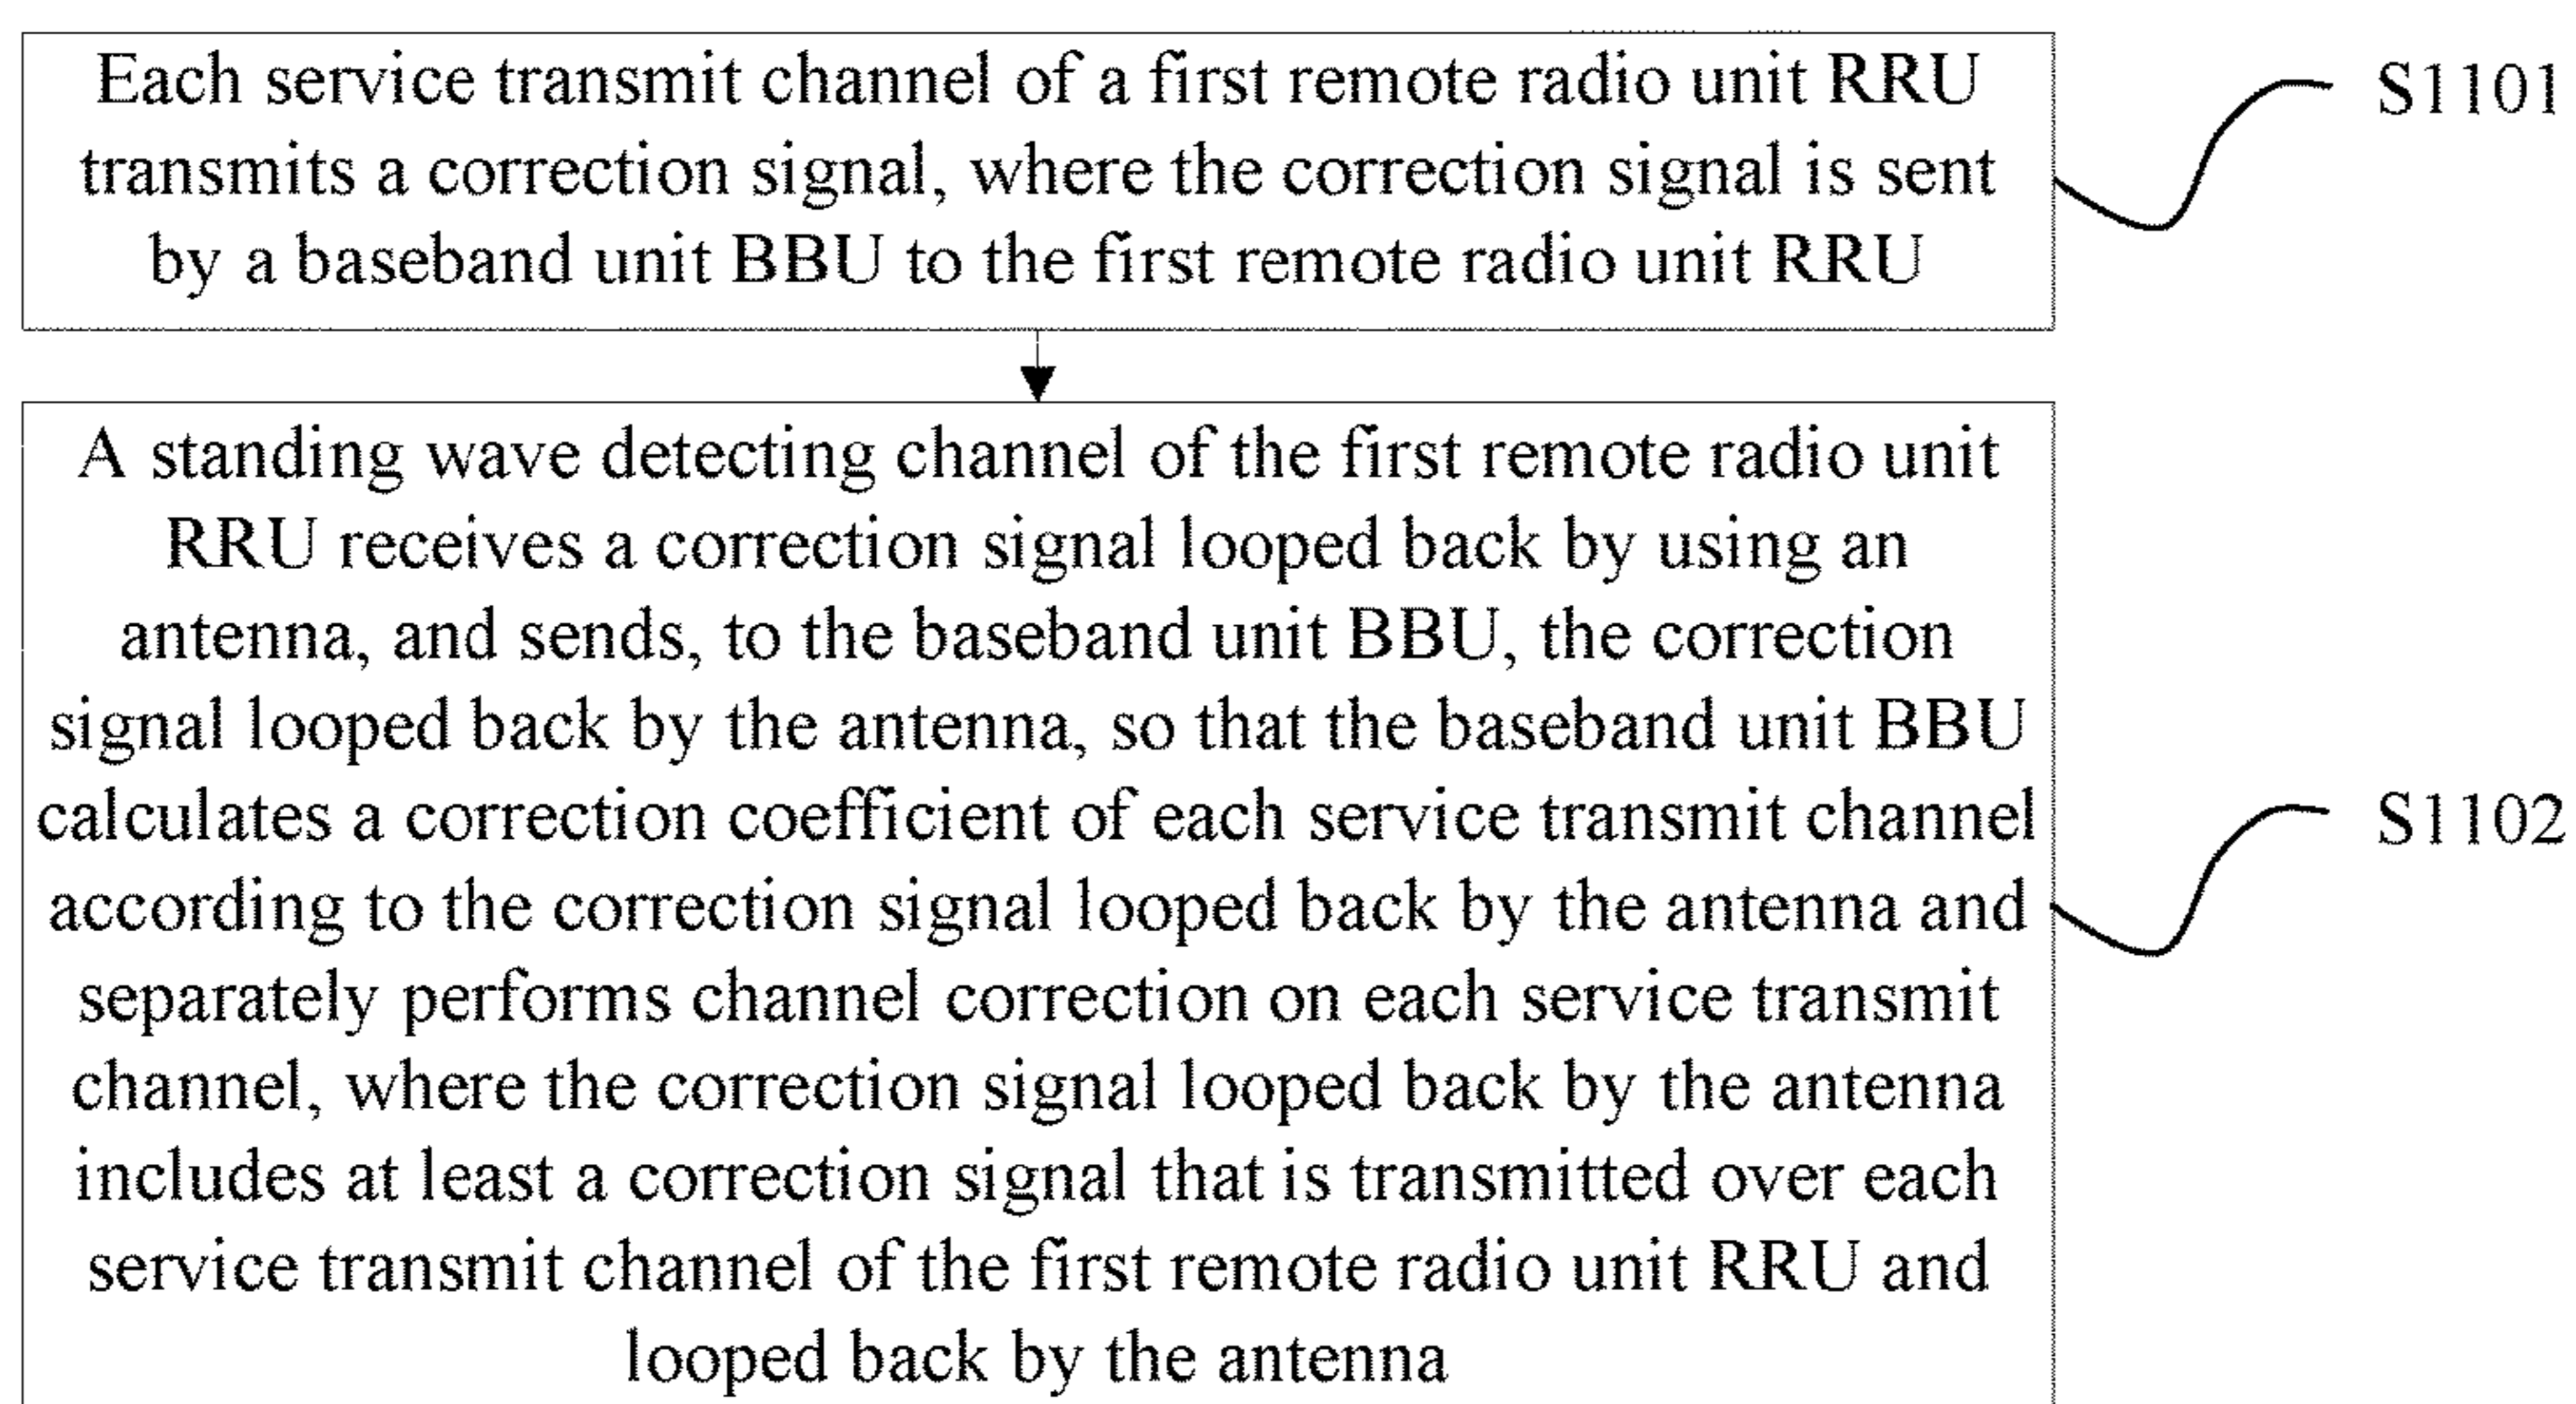 Each service transmit channel of a first remote radio unit RRU
transmits a correction signal, where the correction signal is sent
by a baseband unit BBU to the first remote radio unit RRU
S1101
A standing wave detecting channel of the first remote radio unit
RRU receives a correction signal looped back by using an
antenna, and sends, to the baseband unit BBU, the correction
signal looped back by the antenna, so that the baseband unit BBU
calculates a correction coefficient of each service transmit channel
according to the correction signal looped back by the antenna and
separately performs channel correction on each service transmit
channel, where the correction signal looped back by the antenna
includes at least a correction signal that is transmitted over each
service transmit channel of the first remote radio unit RRU and
looped back by the antenna
S1102